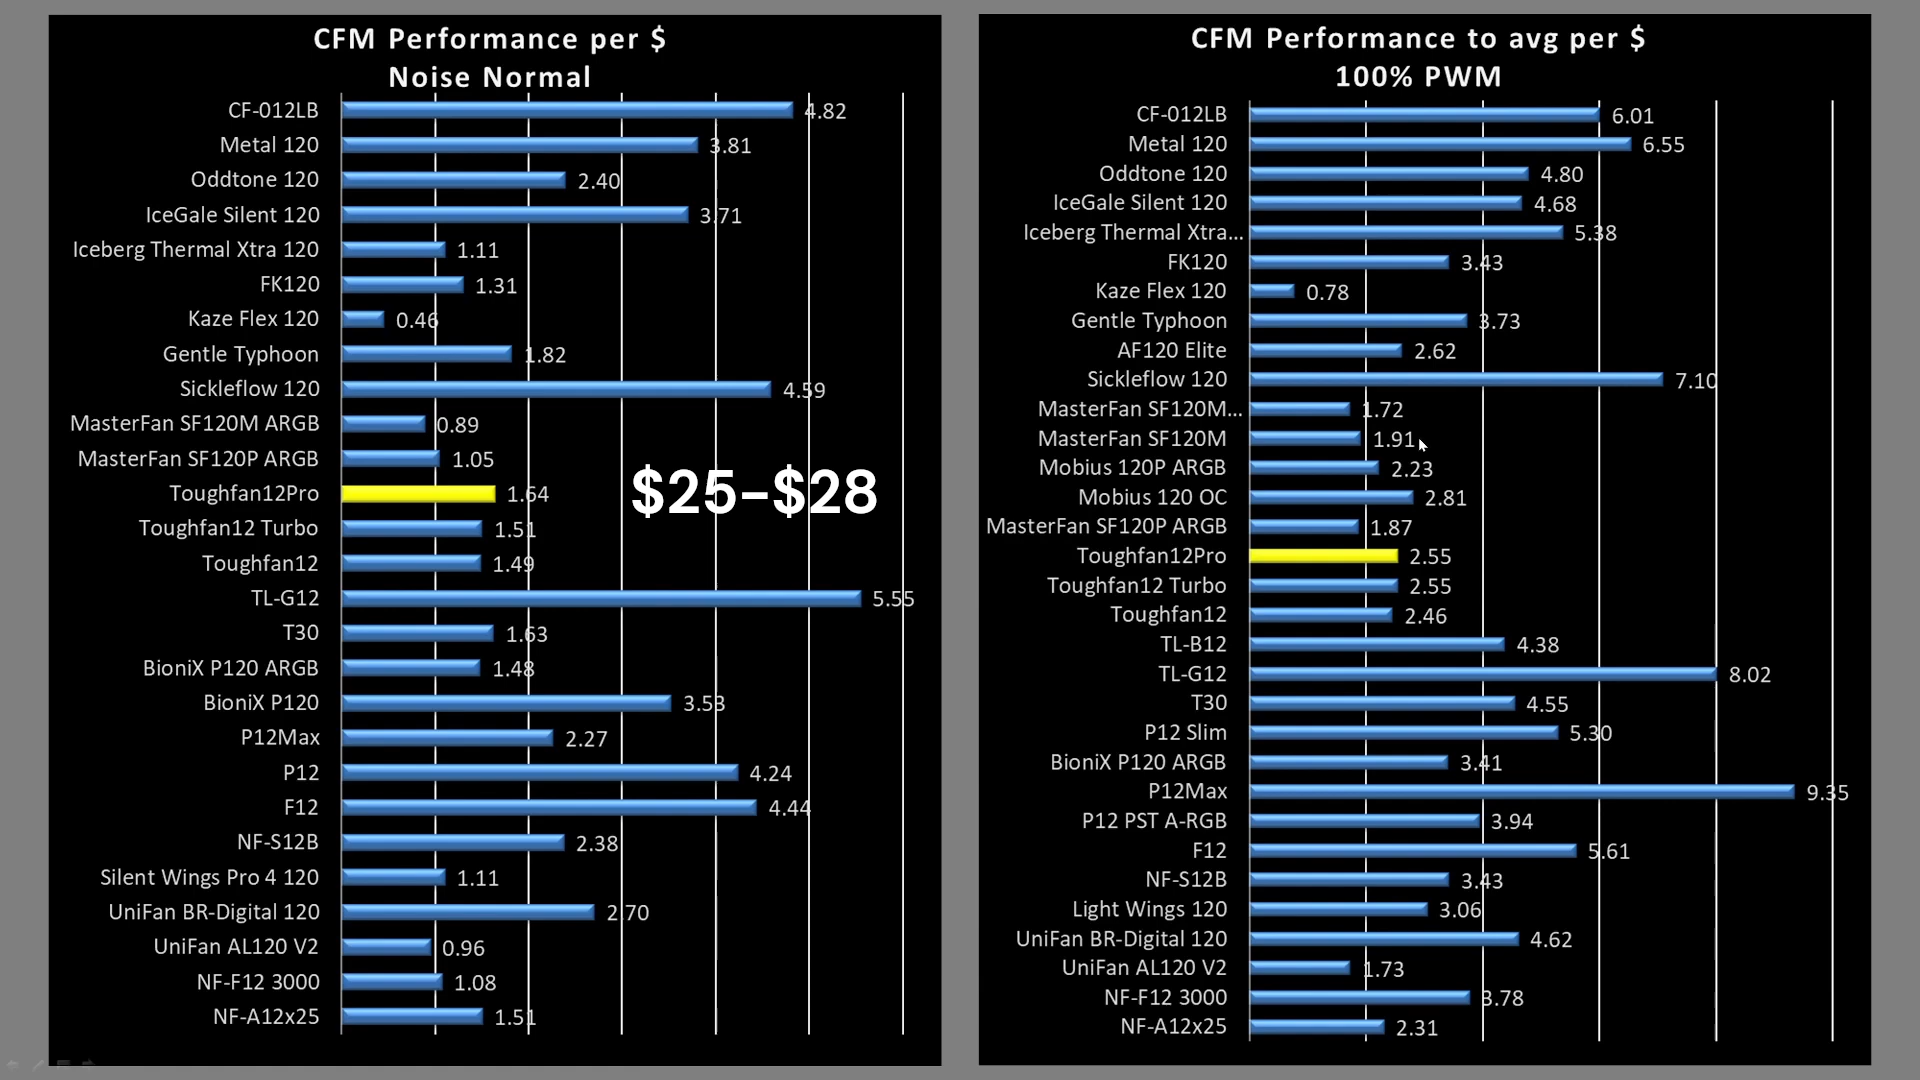 CFM Performance per $
Noise Normal
CF-012LB 4.82
Metal 120 3.81
Oddtone 120 2.40
IceGale Silent 120 3.71
Iceberg Thermal Xtra 120 1.11
FK120 1.31
Kaze Flex 120 0.46
Gentle Typhoon 1.82
Sickleflow 120 4.59
MasterFan SF120M ARGB 0.89
MasterFan SF120P ARGB 1.05
Toughfan12Pro 1.64
$25-$28
Toughfan12 Turbo 1.51
Toughfan12 1.49
TL-G12 5.55
T30 1.63
BioniX P120 ARGB 1.48
BioniX P120 3.53
P12Max 2.27
P12 4.24
F12 4.44
NF-S12B 2.38
Silent Wings Pro 4 120 1.11
UniFan BR-Digital 120 2.70
UniFan AL120 V2 0.96
NF-F12 3000 1.08
NF-A12x25 1.51
CFM Performance to avg per $
100% PWM
CF-012LB 6.01
Metal 120 6.55
Oddtone 120 4.80
IceGale Silent 120 4.68
Iceberg Thermal Xtra... 5.38
FK120 3.43
Kaze Flex 120 0.78
Gentle Typhoon 3.73
AF120 Elite 2.62
Sickleflow 120 7.10
MasterFan SF120M... 1.72
MasterFan SF120M 1.91
Mobius 120P ARGB 2.23
Mobius 120 OC 2.81
MasterFan SF120P ARGB 1.87
Toughfan12Pro 2.55
Toughfan12 Turbo 2.55
Toughfan12 2.46
TL-B12 4.38
TL-G12 8.02
T30 4.55
P12 Slim 5.30
BioniX P120 ARGB 3.41
P12Max 9.35
P12 PST A-RGB 3.94
F12 5.61
NF-S12B 3.43
Light Wings 120 3.06
UniFan BR-Digital 120 4.62
UniFan AL120 V2 1.73
NF-F12 3000 3.78
NF-A12x25 2.31